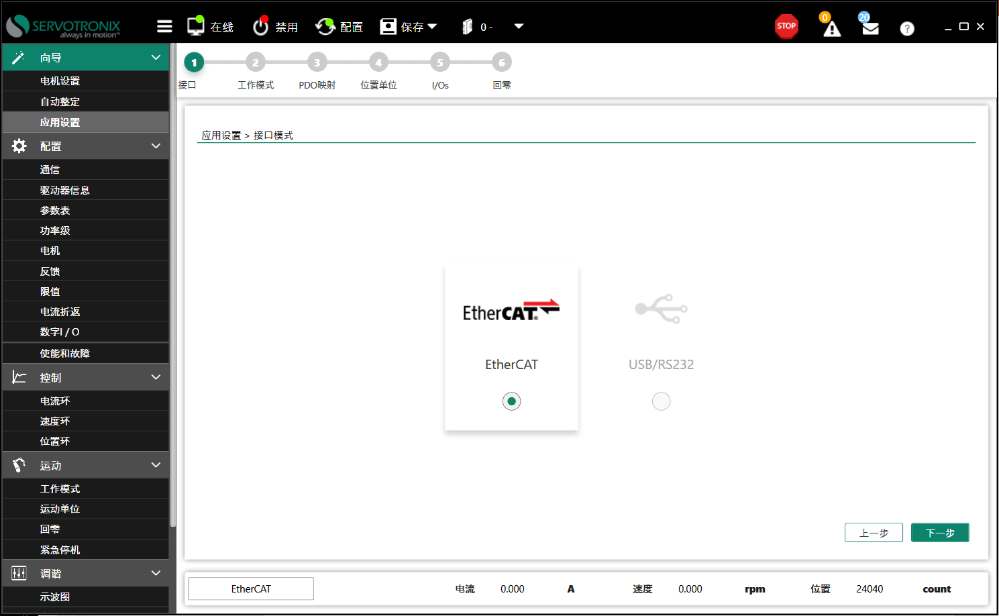 SERVOTRONIX
always in motion™
在线
禁用
配置
保存
0 -
STOP
0
20
?
向导
电机设置
自动整定
应用设置
配置
通信
驱动器信息
参数表
功率级
电机
反馈
限值
电流折返
数字I / O
使能和故障
控制
电流环
速度环
位置环
运动
工作模式
运动单位
回零
紧急停机
调谐
示波图
1 2 3 4 5 6
接口 工作模式 PDO映射 位置单位 I/Os 回零
应用设置 > 接口模式
EtherCAT®
EtherCAT
USB/RS232
上一步 下一步
EtherCAT 电流 0.000 A 速度 0.000 rpm 位置 24040 count